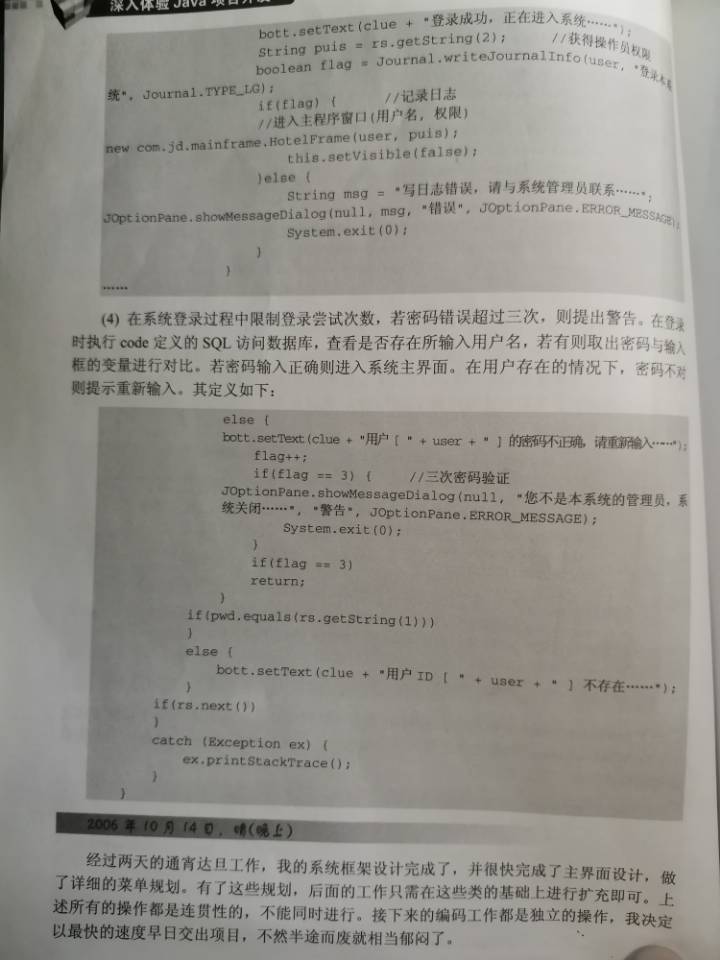 深入体验 Java 项目开发
bott.setText(clue + "登录成功，正在进入系统……");
String puis = rs.getString(2);    //获得操作员权限
boolean flag = Journal.writeJournalInfo(user, "登录本系
统", Journal.TYPE_LG);
if(flag) {    //记录日志
//进入主程序窗口(用户名，权限)
new com.jd.mainframe.HotelFrame(user, puis);
this.setVisible(false);
}else {
String msg = "写日志错误，请与系统管理员联系……";
JOptionPane.showMessageDialog(null, msg, "错误", JOptionPane.ERROR_MESSAGE);
System.exit(0);
}
}
……
(4) 在系统登录过程中限制登录尝试次数，若密码错误超过三次，则提出警告。在登录
时执行 code 定义的 SQL 访问数据库，查看是否存在所输入用户名，若有则取出密码与输入
框的变量进行对比。若密码输入正确则进入系统主界面。在用户存在的情况下，密码不对
则提示重新输入。其定义如下：
else {
bott.setText(clue + "用户 [ " + user + " ] 的密码不正确，请重新输入……");
flag++;
if(flag == 3) {    //三次密码验证
JOptionPane.showMessageDialog(null, "您不是本系统的管理员，系
统关闭……", "警告", JOptionPane.ERROR_MESSAGE);
System.exit(0);
}
if(flag == 3)
return;
}
if(pwd.equals(rs.getString(1)))
}
else {
bott.setText(clue + "用户 ID [ " + user + " ] 不存在……");
}
if(rs.next())
}
catch (Exception ex) {
ex.printStackTrace();
}
}
2006 年 10 月 14 日，晴(晚上)
经过两天的通宵达旦工作，我的系统框架设计完成了，并很快完成了主界面设计，做
了详细的菜单规划。有了这些规划，后面的工作只需在这些类的基础上进行扩充即可。上
述所有的操作都是连贯性的，不能同时进行。接下来的编码工作都是独立的操作，我决定
以最快的速度早日交出项目，不然半途而废就相当郁闷了。